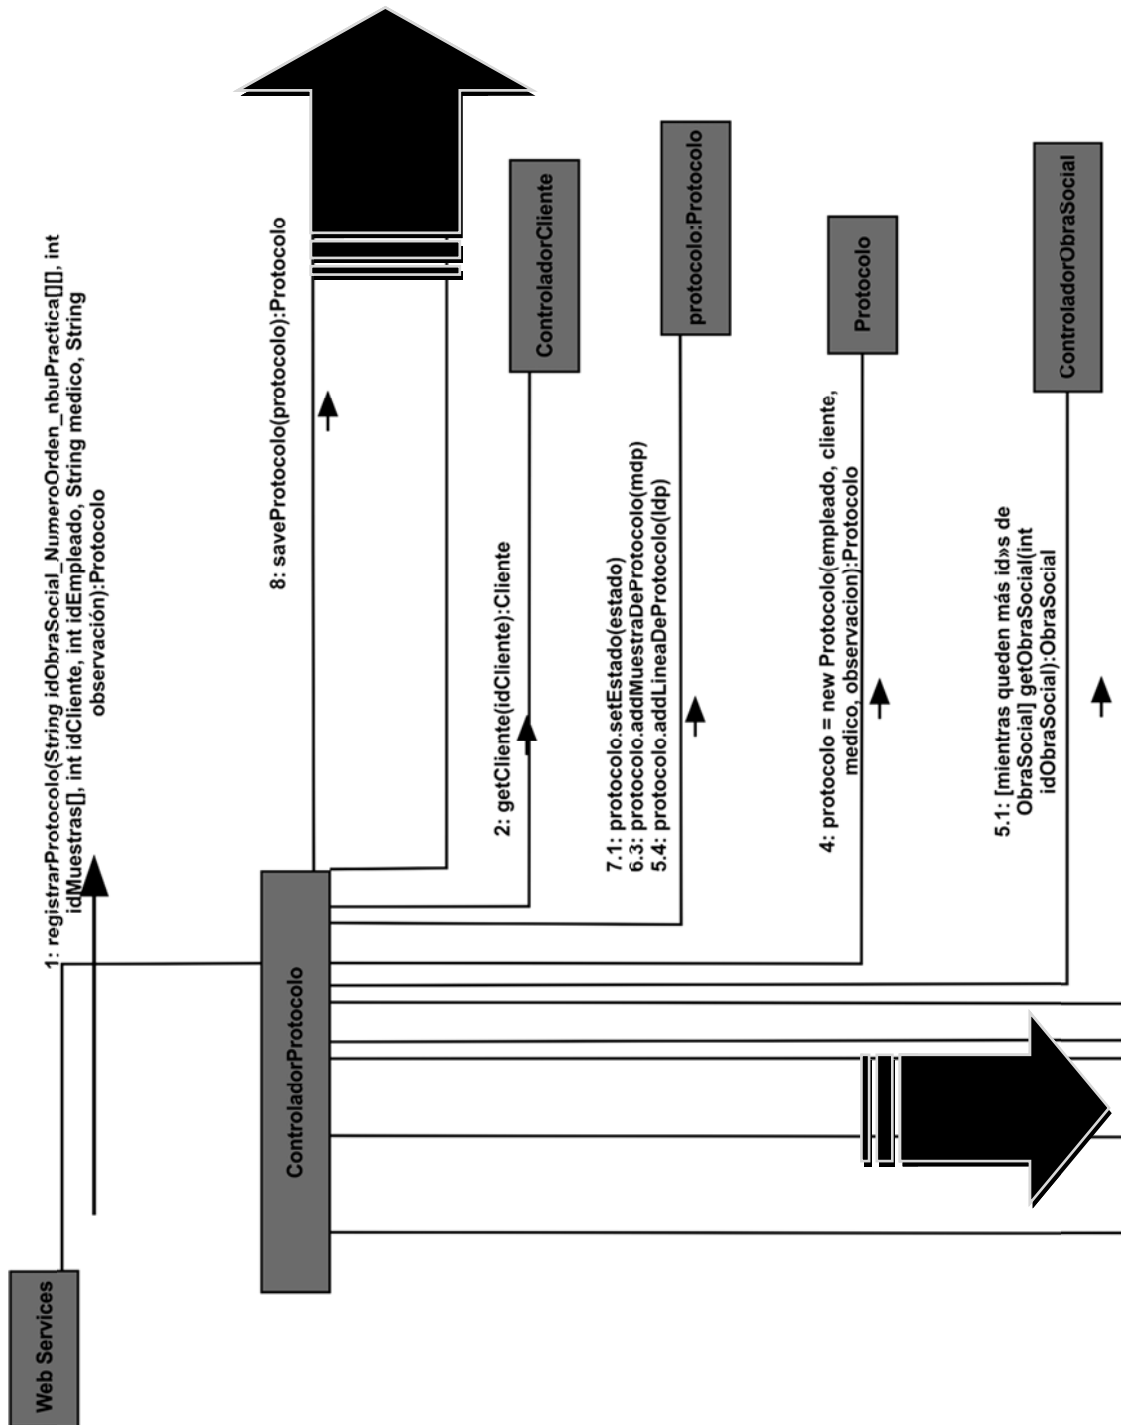 1: registrarProtocolo(String idObraSocial_NumeroOrden_nbuPractica[][], int
idMuestras[], int idCliente, int idEmpleado, String medico, String
observación):Protocolo
8: saveProtocolo(protocolo):Protocolo
2: getCliente(idCliente):Cliente
7.1: protocolo.setEstado(estado)
6.3: protocolo.addMuestraDeProtocolo(mdp)
5.4: protocolo.addLineaDeProtocolo(ldp)
4: protocolo = new Protocolo(empleado, cliente,
medico, observacion):Protocolo
5.1: [mientras queden más id»s de
ObraSocial] getObraSocial(int
idObraSocial):ObraSocial
Web Services
ControladorProtocolo
ControladorCliente
protocolo:Protocolo
Protocolo
ControladorObraSocial